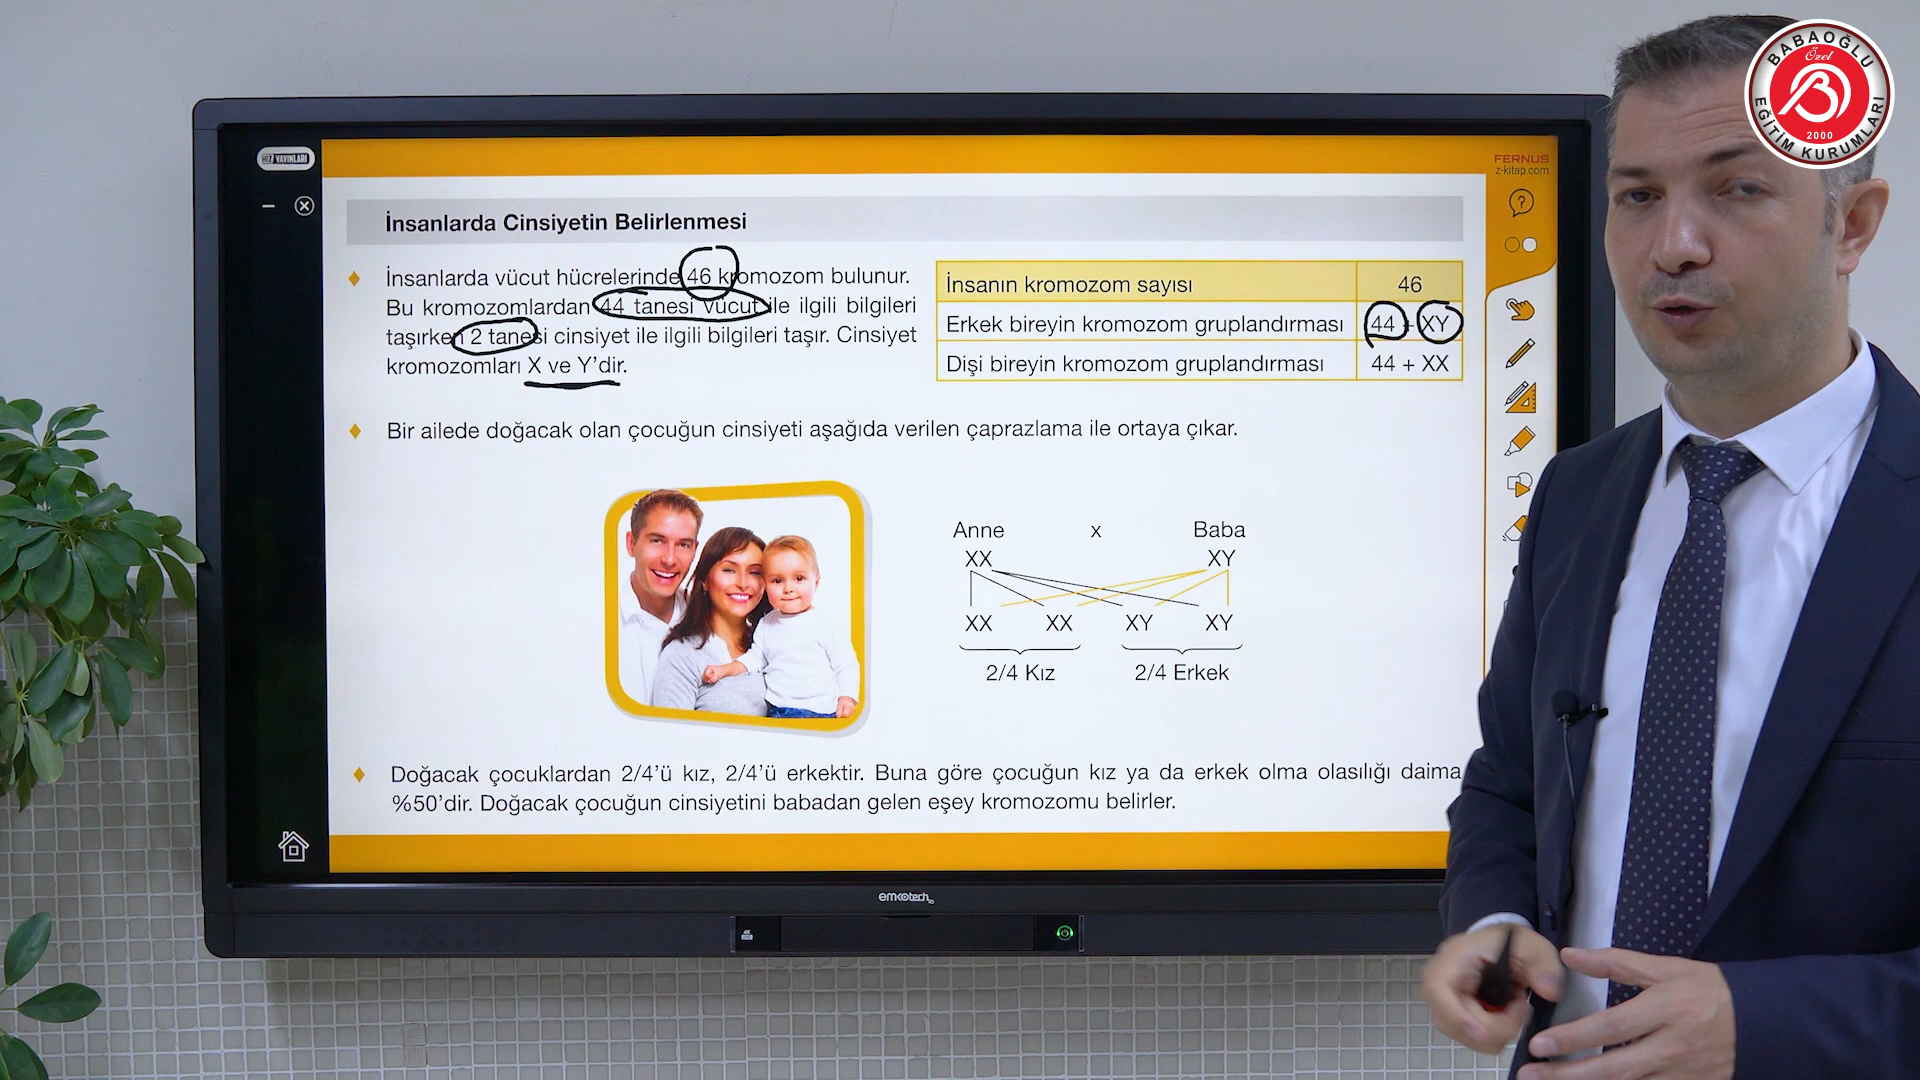 BABAOĞLU
Özel
B
2000
EĞİTİM KURUMLARI
HIZ YAYINLARI
FERNUS
z-kitap.com
İnsanlarda Cinsiyetin Belirlenmesi
İnsanlarda vücut hücrelerinde 46 kromozom bulunur.
Bu kromozomlardan 44 tanesi vücut ile ilgili bilgileri
taşırken 2 tanesi cinsiyet ile ilgili bilgileri taşır. Cinsiyet
kromozomları X ve Y'dir.
İnsanın kromozom sayısı 46
Erkek bireyin kromozom gruplandırması 44 + XY
Dişi bireyin kromozom gruplandırması 44 + XX
Bir ailede doğacak olan çocuğun cinsiyeti aşağıda verilen çaprazlama ile ortaya çıkar.
Anne x Baba
XX XY
XX XX XY XY
2/4 Kız 2/4 Erkek
Doğacak çocuklardan 2/4'ü kız, 2/4'ü erkektir. Buna göre çocuğun kız ya da erkek olma olasılığı daima
%50'dir. Doğacak çocuğun cinsiyetini babadan gelen eşey kromozomu belirler.
emkotech